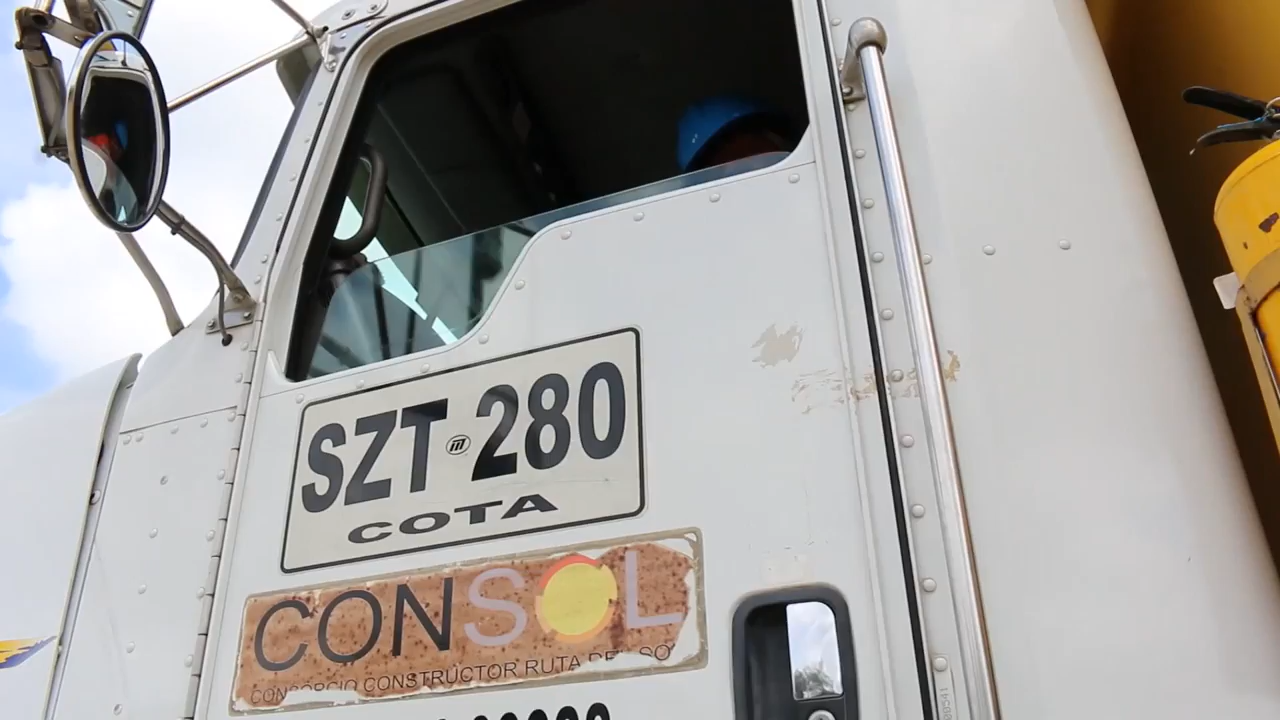 SZT 280
COTA
CONSOL
CONSORCIO CONSTRUCTOR RUTA DEL SOL